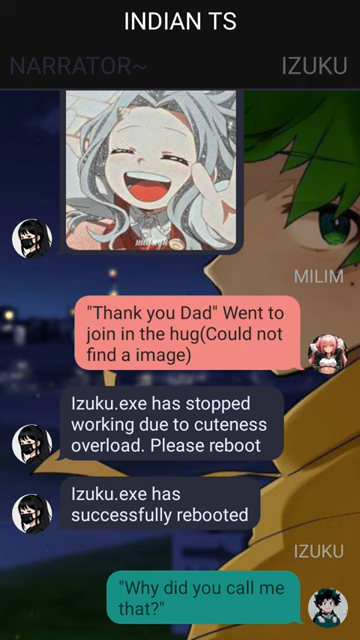 INDIAN TS
NARRATOR~ IZUKU
MILIM
"Thank you Dad" Went to
join in the hug(Could not
find a image)
Izuku.exe has stopped
working due to cuteness
overload. Please reboot
Izuku.exe has
successfully rebooted
IZUKU
"Why did you call me
that?"